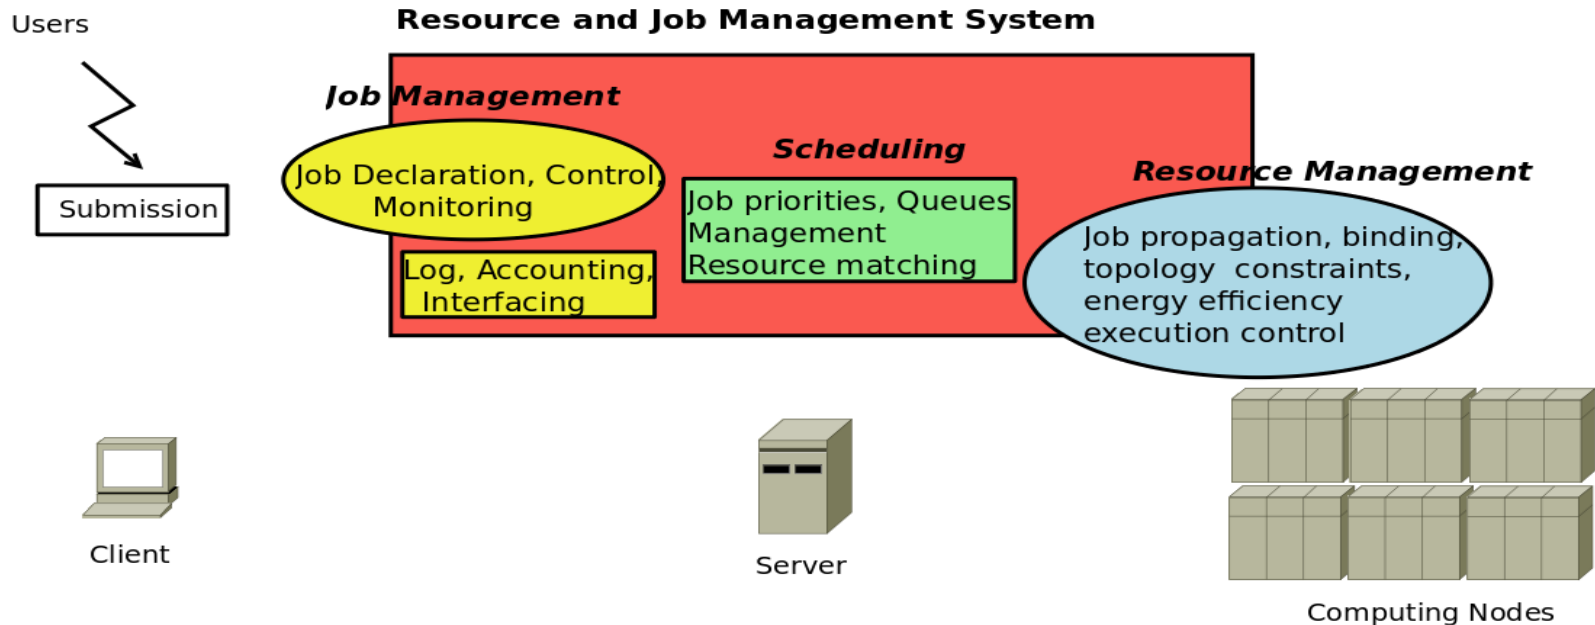 Resource and Job Management System
Users
Job Management
Scheduling
Resource Management
Submission
Job Declaration, Control,
Monitoring
Log, Accounting,
Interfacing
Job priorities, Queues
Management
Resource matching
Job propagation, binding,
topology  constraints,
energy efficiency
execution control
Client
Server
Computing Nodes